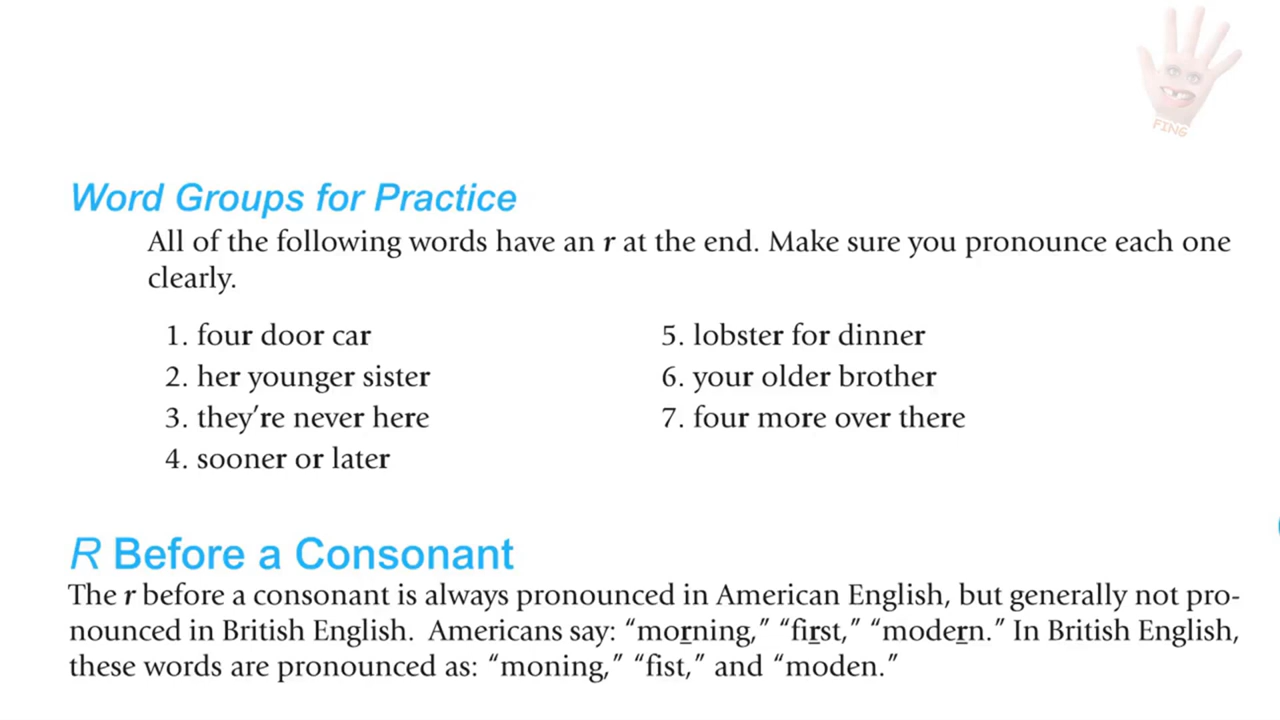 FING
Word Groups for Practice
All of the following words have an r at the end. Make sure you pronounce each one
clearly.
1. four door car
2. her younger sister
3. they're never here
4. sooner or later
5. lobster for dinner
6. your older brother
7. four more over there
R Before a Consonant
The r before a consonant is always pronounced in American English, but generally not pro-
nounced in British English. Americans say: “morning,” “first,” “modern.” In British English,
these words are pronounced as: “moning,” “fist,” and “moden.”